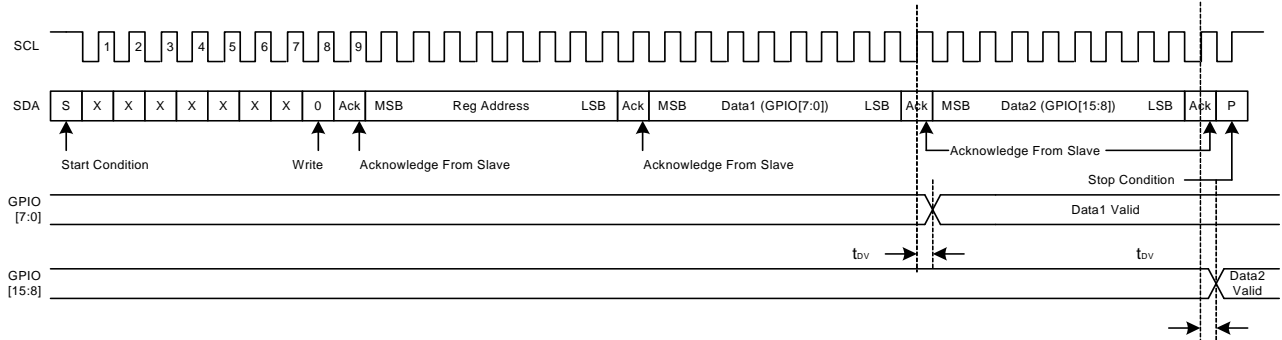 SCL 1 2 3 4 5 6 7 8 9
SDA S X X X X X X X 0 Ack MSB Reg Address LSB Ack MSB Data1 (GPIO[7:0]) LSB Ack MSB Data2 (GPIO[15:8]) LSB Ack P
Start Condition Write Acknowledge From Slave Acknowledge From Slave Acknowledge From Slave
Stop Condition
GPIO
[7:0]
Data1 Valid
tDV tDV
GPIO
[15:8]
Data2
Valid